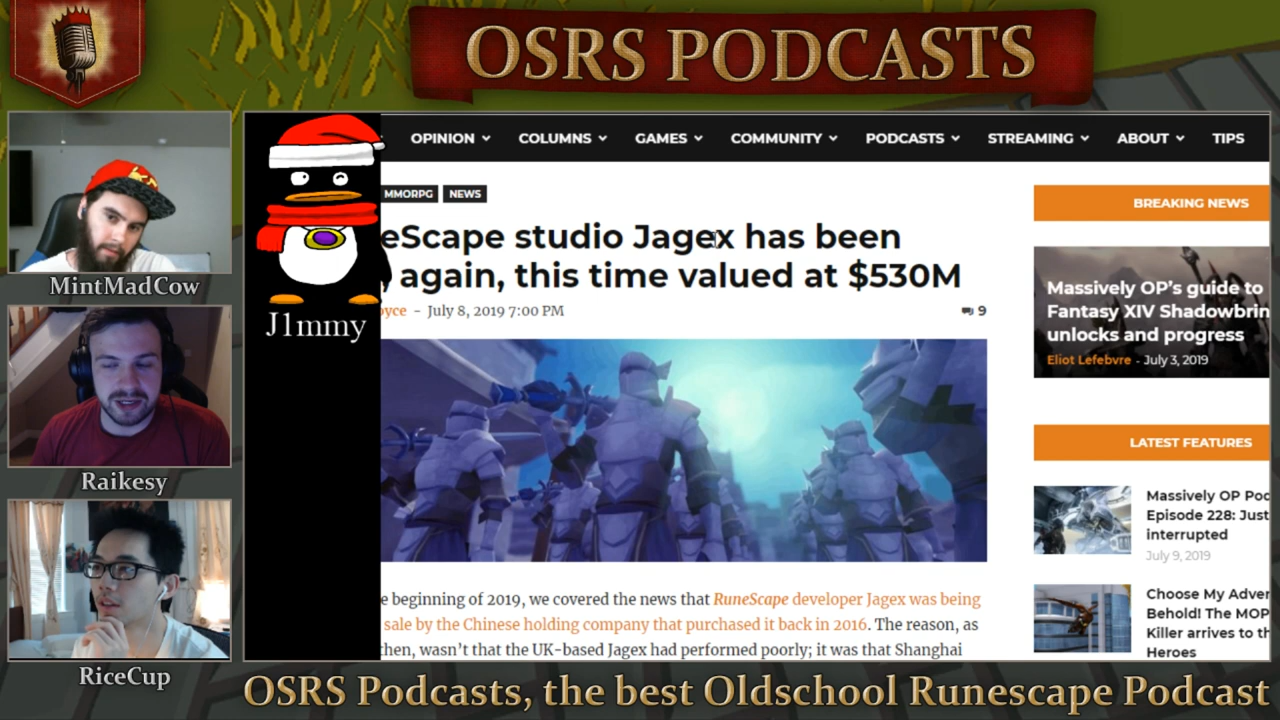 OSRS PODCASTS
MintMadCow
Raikesy
RiceCup
J1mmy
OPINION COLUMNS GAMES COMMUNITY PODCASTS STREAMING ABOUT TIPS
MMORPG NEWS
eScape studio Jagex has been
again, this time valued at $530M
oyce - July 8, 2019 7:00 PM
9
e beginning of 2019, we covered the news that RuneScape developer Jagex was being
sale by the Chinese holding company that purchased it back in 2016. The reason, as
then, wasn't that the UK-based Jagex had performed poorly; it was that Shanghai
BREAKING NEWS
Massively OP's guide to
Fantasy XIV Shadowbrin
unlocks and progress
Eliot Lefebvre - July 3, 2019
LATEST FEATURES
Massively OP Poc
Episode 228: Just
interrupted
July 9, 2019
Choose My Adver
Behold! The MOP
Killer arrives to th
Heroes
OSRS Podcasts, the best Oldschool Runescape Podcast